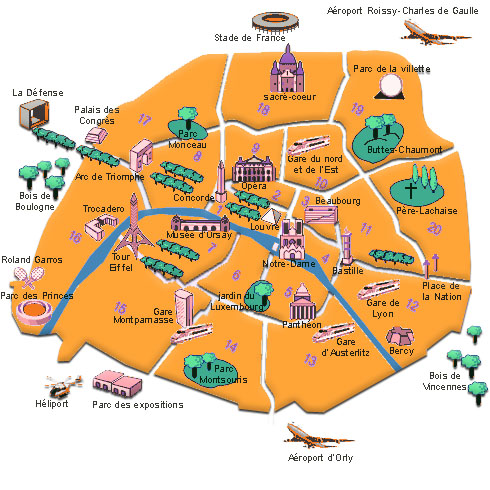 Aéroport Roissy-Charles de Gaulle
Stade de France
Parc de la villette
La Défense
sacré-coeur
18
19
Palais des
Congrès
17
Parc
Monceau
Buttes-Chaumont
8
9
Gare du nord
et de l'Est
10
Arc de Triomphe
Opéra
Bois de
Boulogne
Concorde
2
3
Beaubourg
Père-Lachaise
20
Trocadero
1
Louvre
16
Musée d'Orsay
11
Tour
Eiffel
7
Notre-Dame
4
Bastille
Roland Garros
6
Place de
la Nation
Parc des Princes
jardin du
Luxembourg
5
Gare de
Lyon
12
15
Gare
Montparnasse
Panthéon
Gare
d'Austerlitz
Bercy
14
13
Parc
Montsouris
Bois de
Vincennes
Héliport
Parc des expositions
Aéroport d'Orly